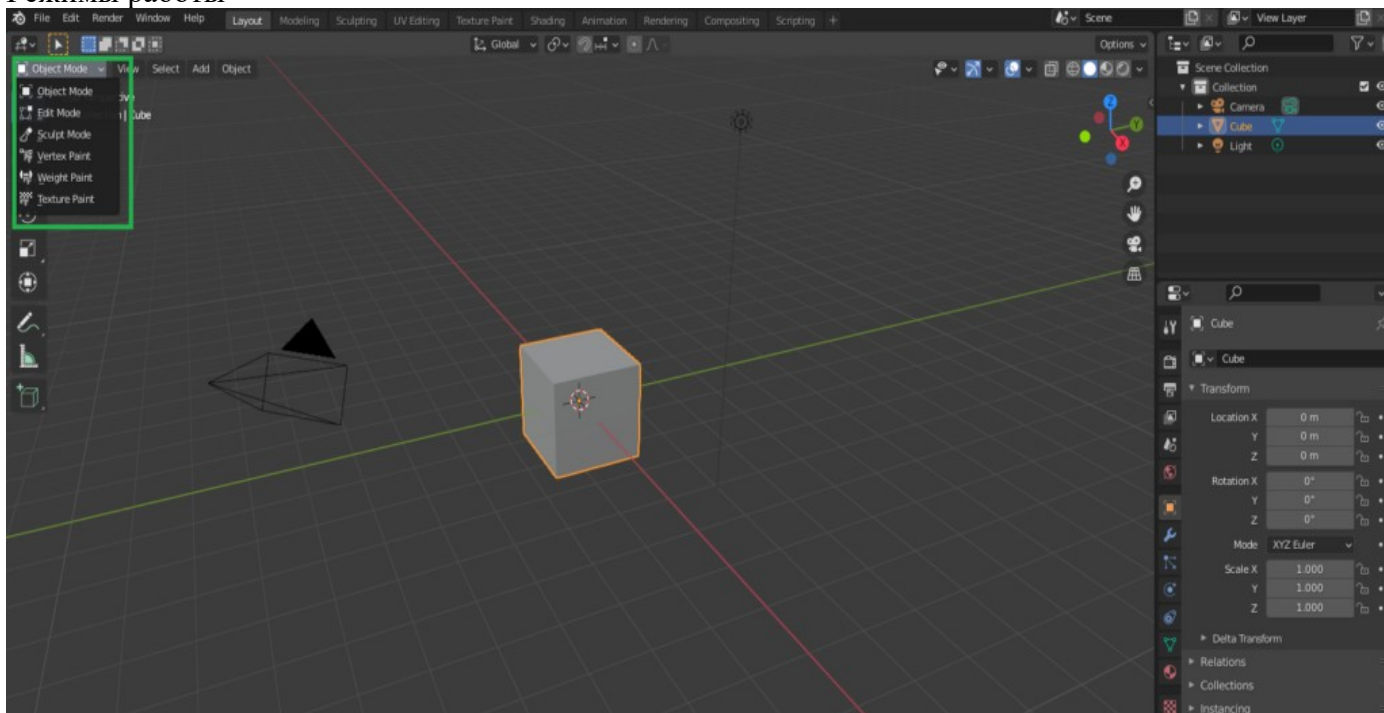 Режимы работы
File Edit Render Window Help Layout Modeling Sculpting UV Editing Texture Paint Shading Animation Rendering Compositing Scripting + Scene View Layer
Global Options
Object Mode View Select Add Object
Object Mode
Edit Mode
Cube
Sculpt Mode
Vertex Paint
Weight Paint
Texture Paint
Z
Y
X
Scene Collection
Collection
Camera
Cube
Light
Cube
Cube
Transform
Location X 0 m
Y 0 m
Z 0 m
Rotation X 0°
Y 0°
Z 0°
Mode XYZ Euler
Scale X 1.000
Y 1.000
Z 1.000
Delta Transform
Relations
Collections
Instancing